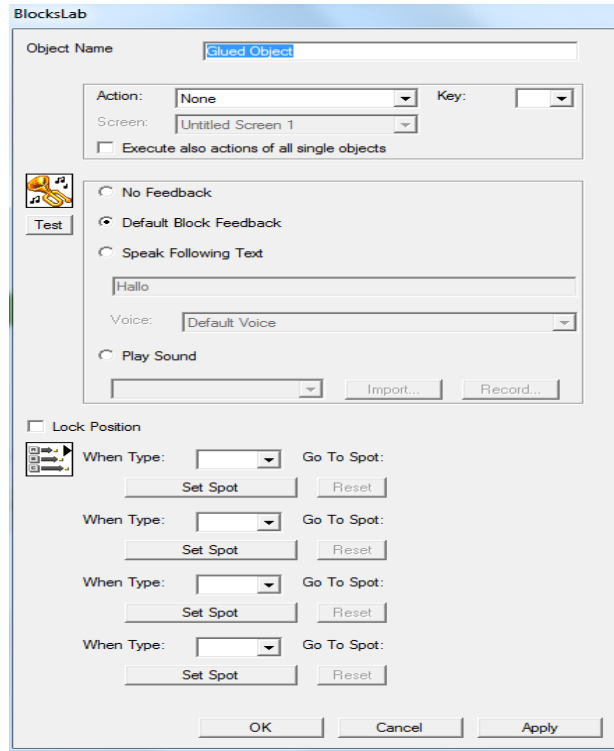 BlocksLab
Object Name Glued Object
Action: None Key:
Screen: Untitled Screen 1
Execute also actions of all single objects
No Feedback
Test Default Block Feedback
Speak Following Text
Hallo
Voice: Default Voice
Play Sound
Import... Record...
Lock Position
When Type: Go To Spot:
Set Spot Reset
When Type: Go To Spot:
Set Spot Reset
When Type: Go To Spot:
Set Spot Reset
When Type: Go To Spot:
Set Spot Reset
OK Cancel Apply